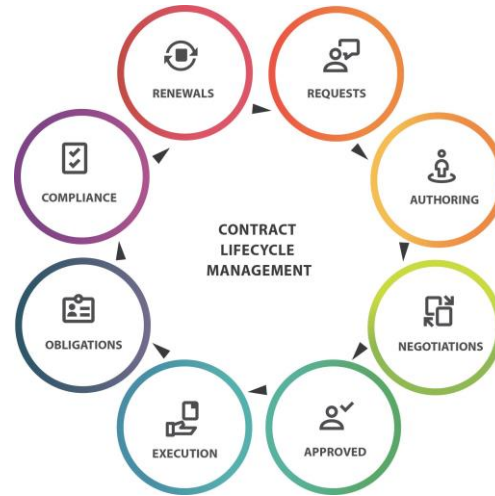 RENEWALS
REQUESTS
COMPLIANCE
AUTHORING
CONTRACT
LIFECYCLE
MANAGEMENT
OBLIGATIONS
NEGOTIATIONS
EXECUTION
APPROVED